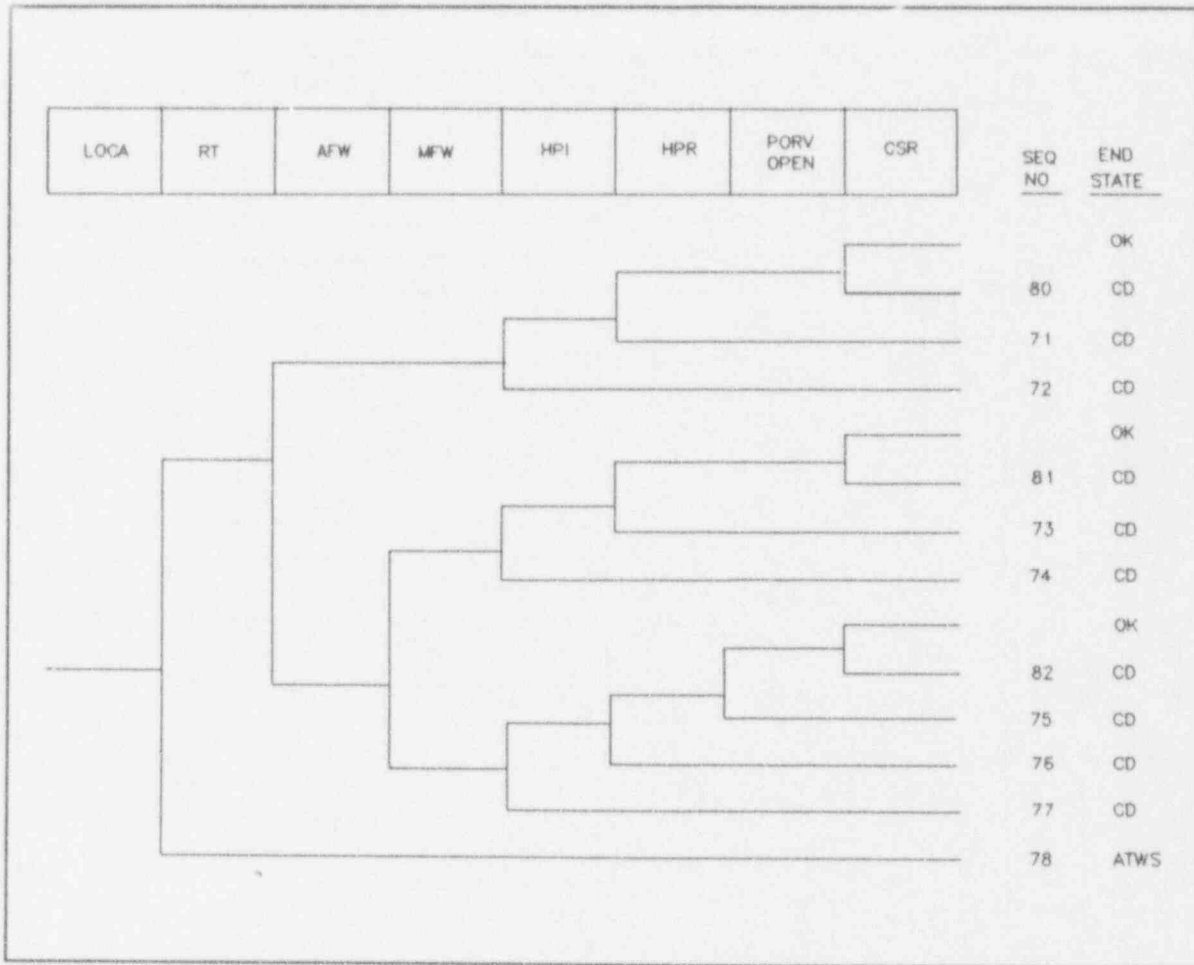 LOCA RT AFW MFW HPI HPR PORV OPEN CSR
SEQ NO END STATE
OK
80 CD
71 CD
72 CD
OK
81 CD
73 CD
74 CD
OK
82 CD
75 CD
76 CD
77 CD
78 ATWS